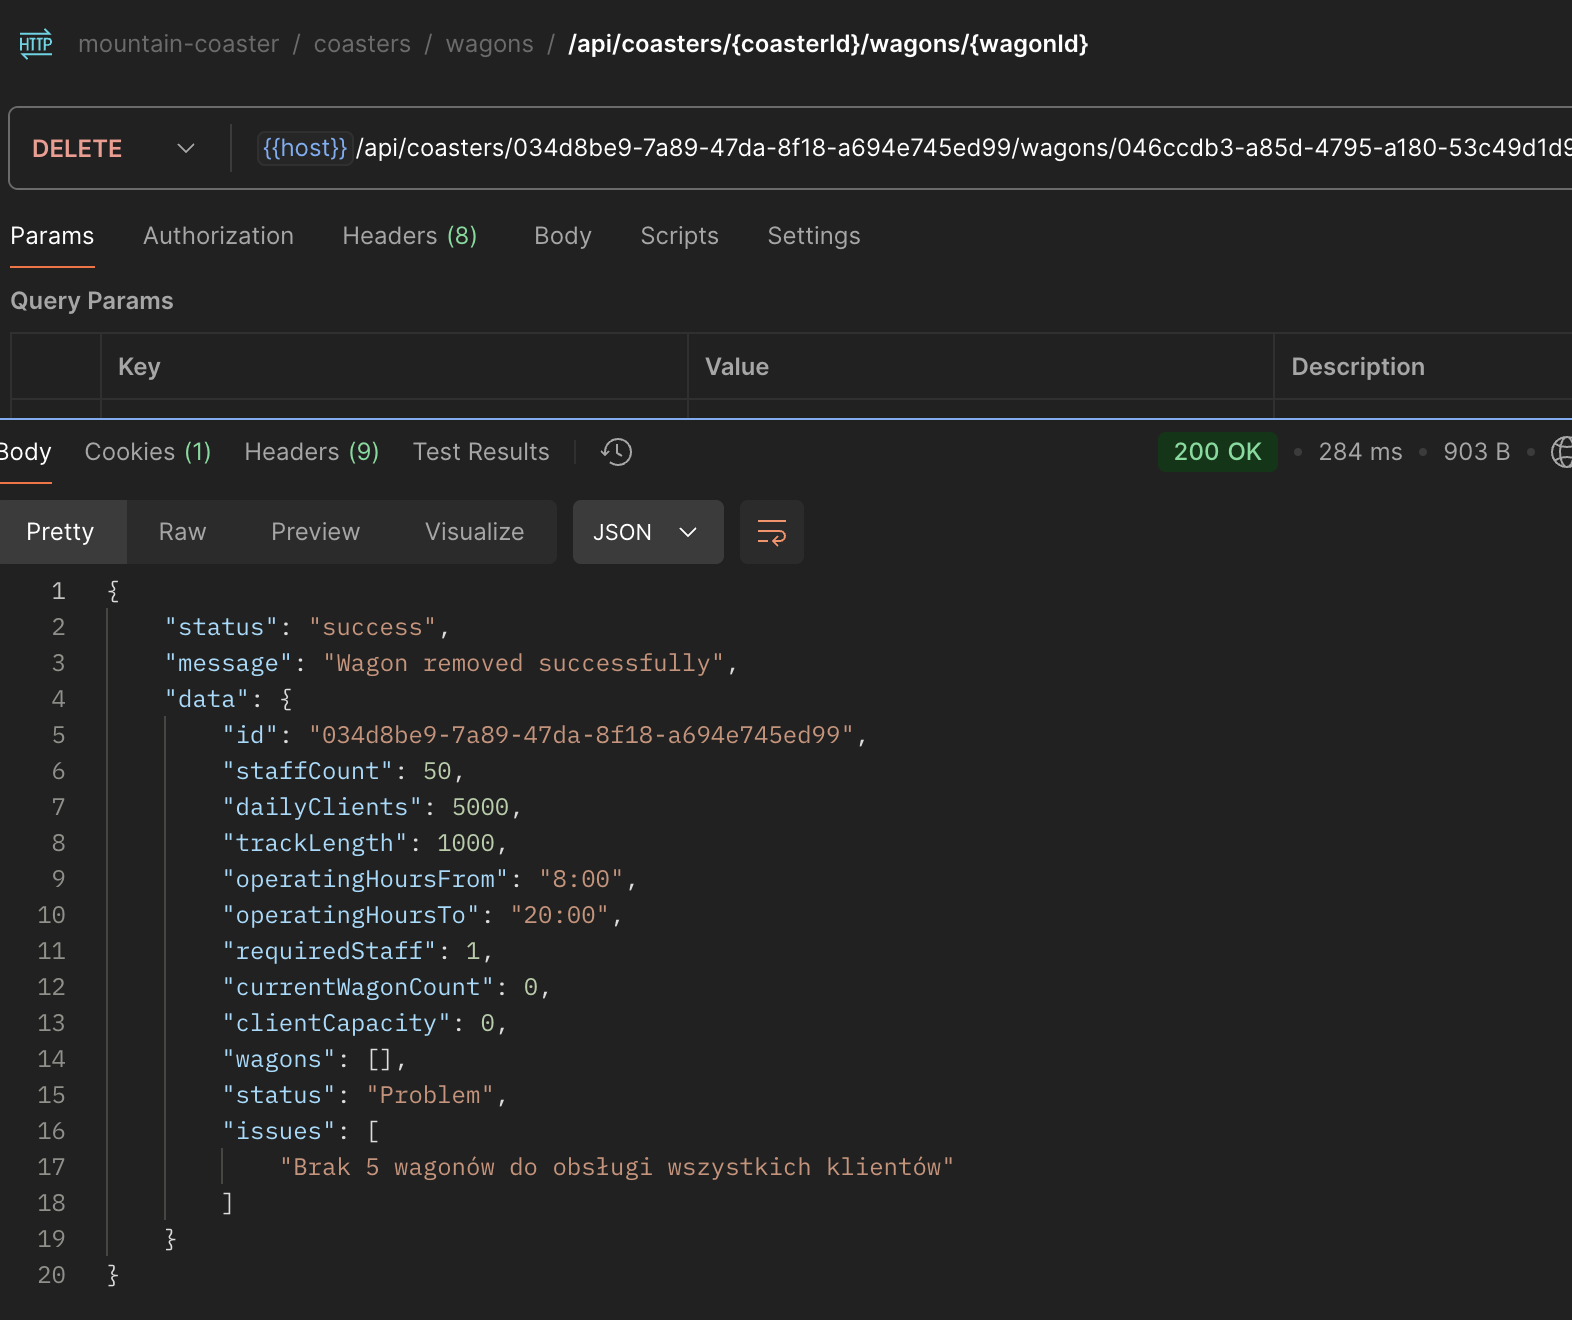 HTTP mountain-coaster / coasters / wagons / /api/coasters/{coasterId}/wagons/{wagonId}
DELETE {{host}}/api/coasters/034d8be9-7a89-47da-8f18-a694e745ed99/wagons/046ccdb3-a85d-4795-a180-53c49d1d9
Params Authorization Headers (8) Body Scripts Settings
Query Params
Key Value Description
Body Cookies (1) Headers (9) Test Results 200 OK • 284 ms • 903 B •
Pretty Raw Preview Visualize JSON
1 {
2 "status": "success",
3 "message": "Wagon removed successfully",
4 "data": {
5 "id": "034d8be9-7a89-47da-8f18-a694e745ed99",
6 "staffCount": 50,
7 "dailyClients": 5000,
8 "trackLength": 1000,
9 "operatingHoursFrom": "8:00",
10 "operatingHoursTo": "20:00",
11 "requiredStaff": 1,
12 "currentWagonCount": 0,
13 "clientCapacity": 0,
14 "wagons": [],
15 "status": "Problem",
16 "issues": [
17 "Brak 5 wagonów do obsługi wszystkich klientów"
18 ]
19 }
20 }